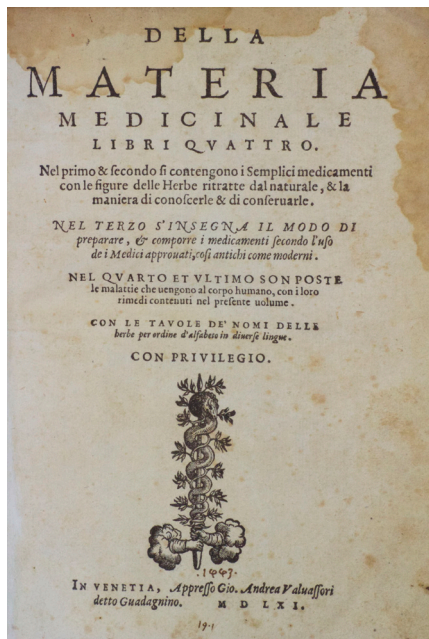 DELLA
MATERIA
MEDICINALE
LIBRI QVATTRO.
Nel primo & secondo si contengono i Semplici medicamenti
con le figure delle Herbe ritratte dal naturale, & la
maniera di conoscerle & di conseruarle.
NEL TERZO S'INSEGNA IL MODO DI
preparare, & comporre i medicamenti secondo l'uso
de i Medici approuati, così antichi come moderni.
NEL QVARTO ET VLTIMO SON POSTE
le malattie che uengono al corpo humano, con i loro
rimedi contenuti nel presente uolume.
CON LE TAVOLE DE' NOMI DELLE
herbe per ordine d'alfabeto in diuerse lingue.
CON PRIVILEGIO.
IN VENETIA, Appresso Gio. Andrea Valuassori
detto Guadagnino. M D LXI.